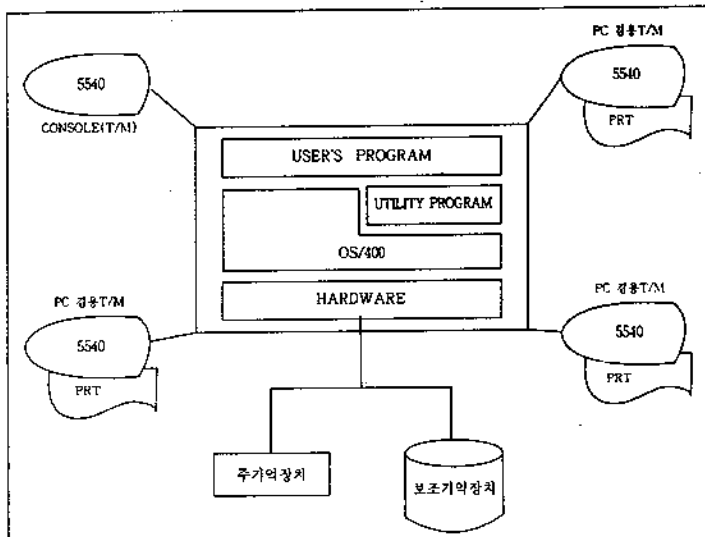 PC 겸용T/M
5540
5540
CONSOLE(T/M)
PRT
USER'S PROGRAM
UTILITY PROGRAM
OS/400
HARDWARE
PC 겸용T/M
5540
PRT
PC 겸용T/M
5540
PRT
주기억장치
보조기억장치